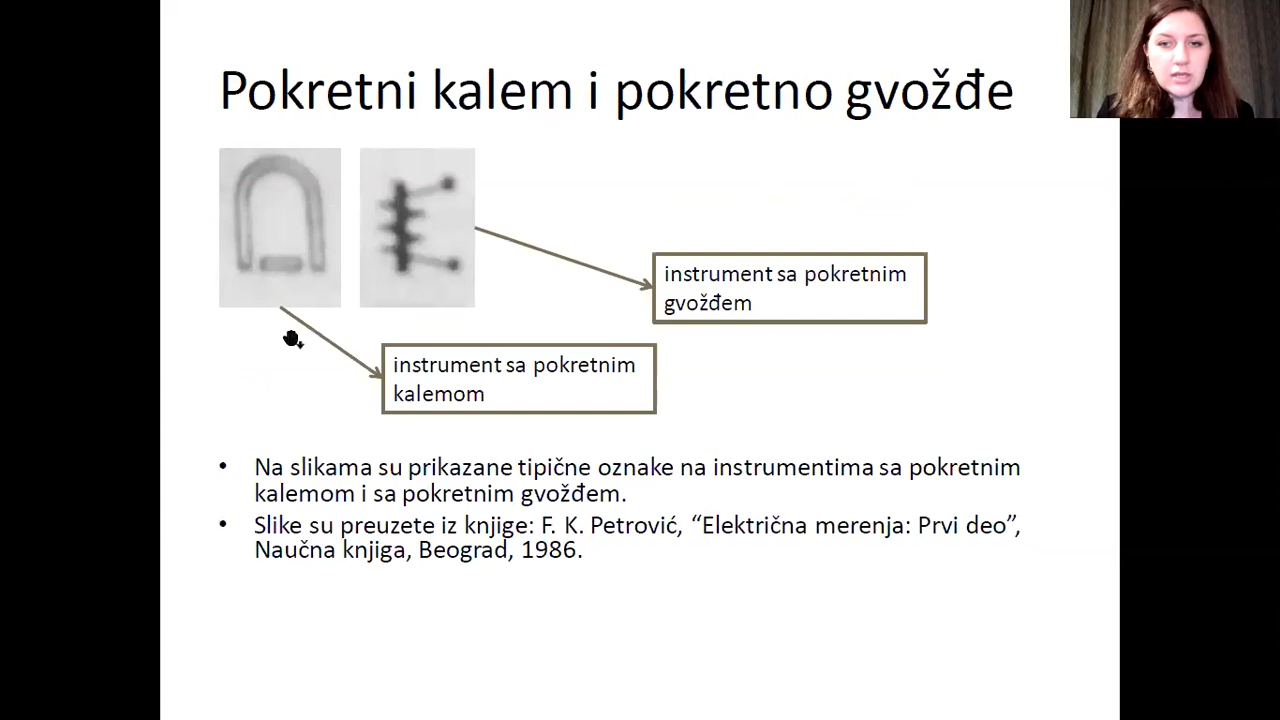 Pokretni kalem i pokretno gvožđe
instrument sa pokretnim
gvožđem
instrument sa pokretnim
kalemom
• Na slikama su prikazane tipične oznake na instrumentima sa pokretnim
kalemom i sa pokretnim gvožđem.
• Slike su preuzete iz knjige: F. K. Petrović, “Električna merenja: Prvi deo”,
Naučna knjiga, Beograd, 1986.